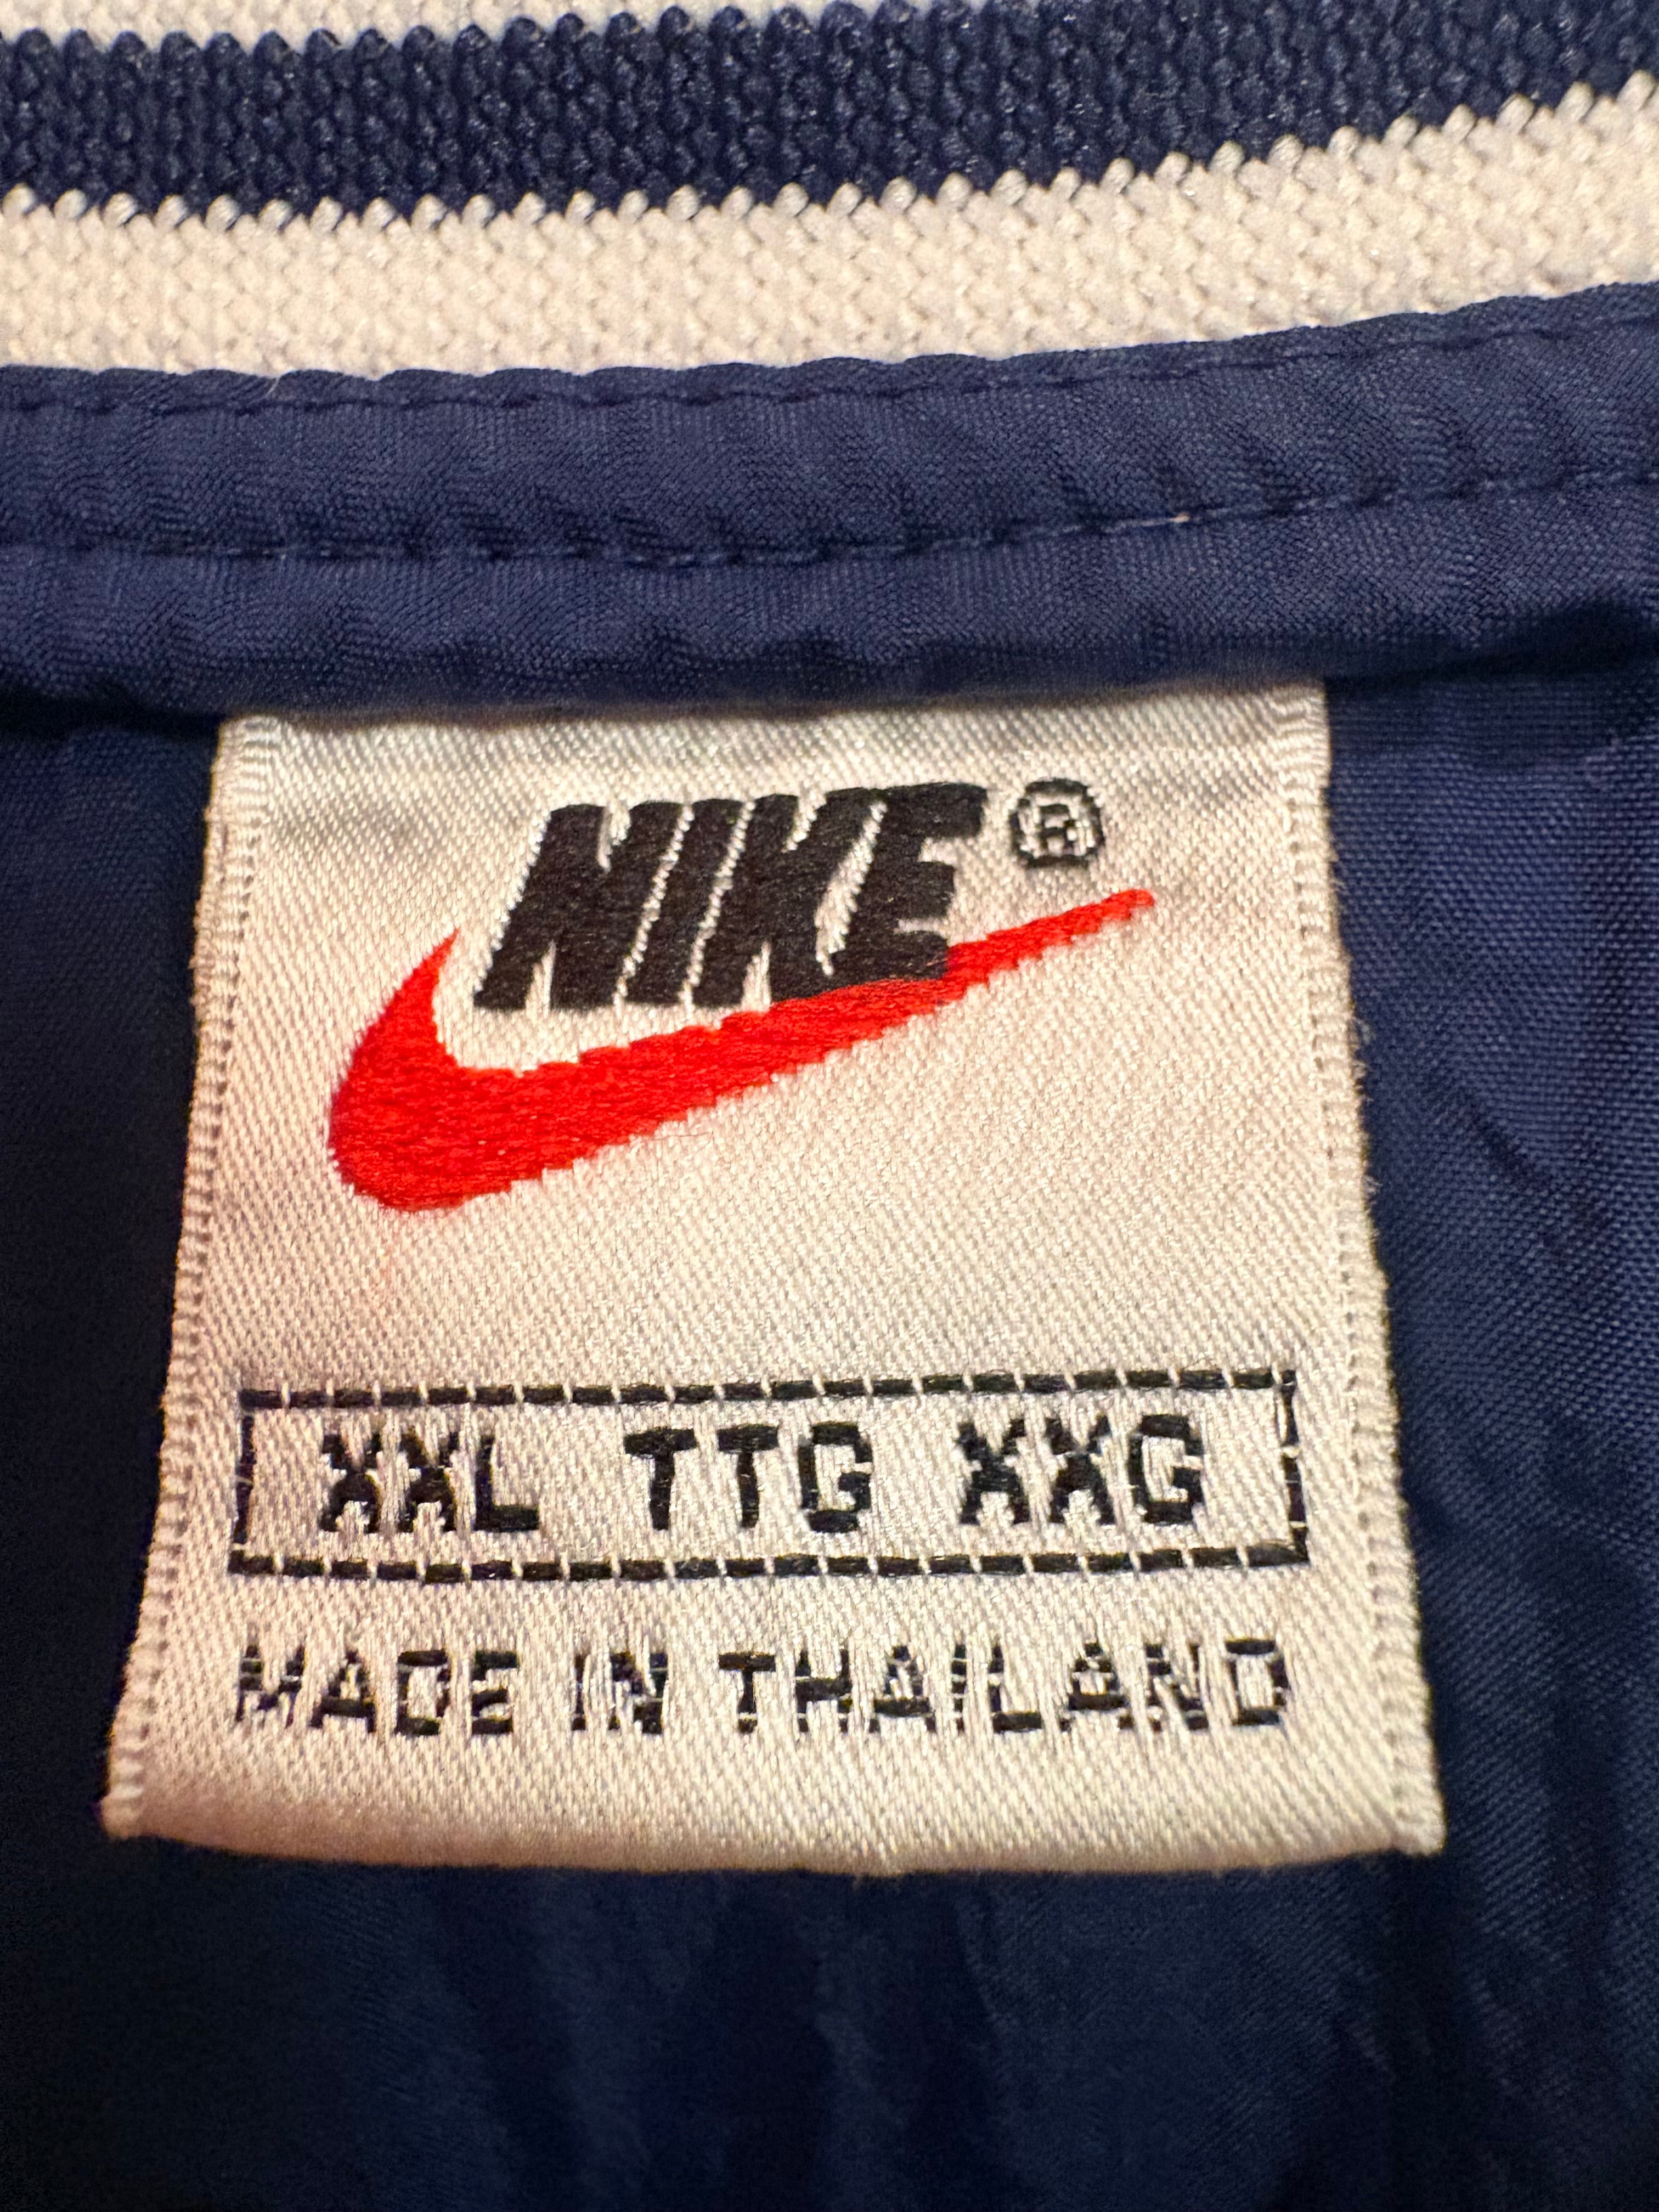 NIKE ®
XXL TTG XXG
MADE IN THAILAND